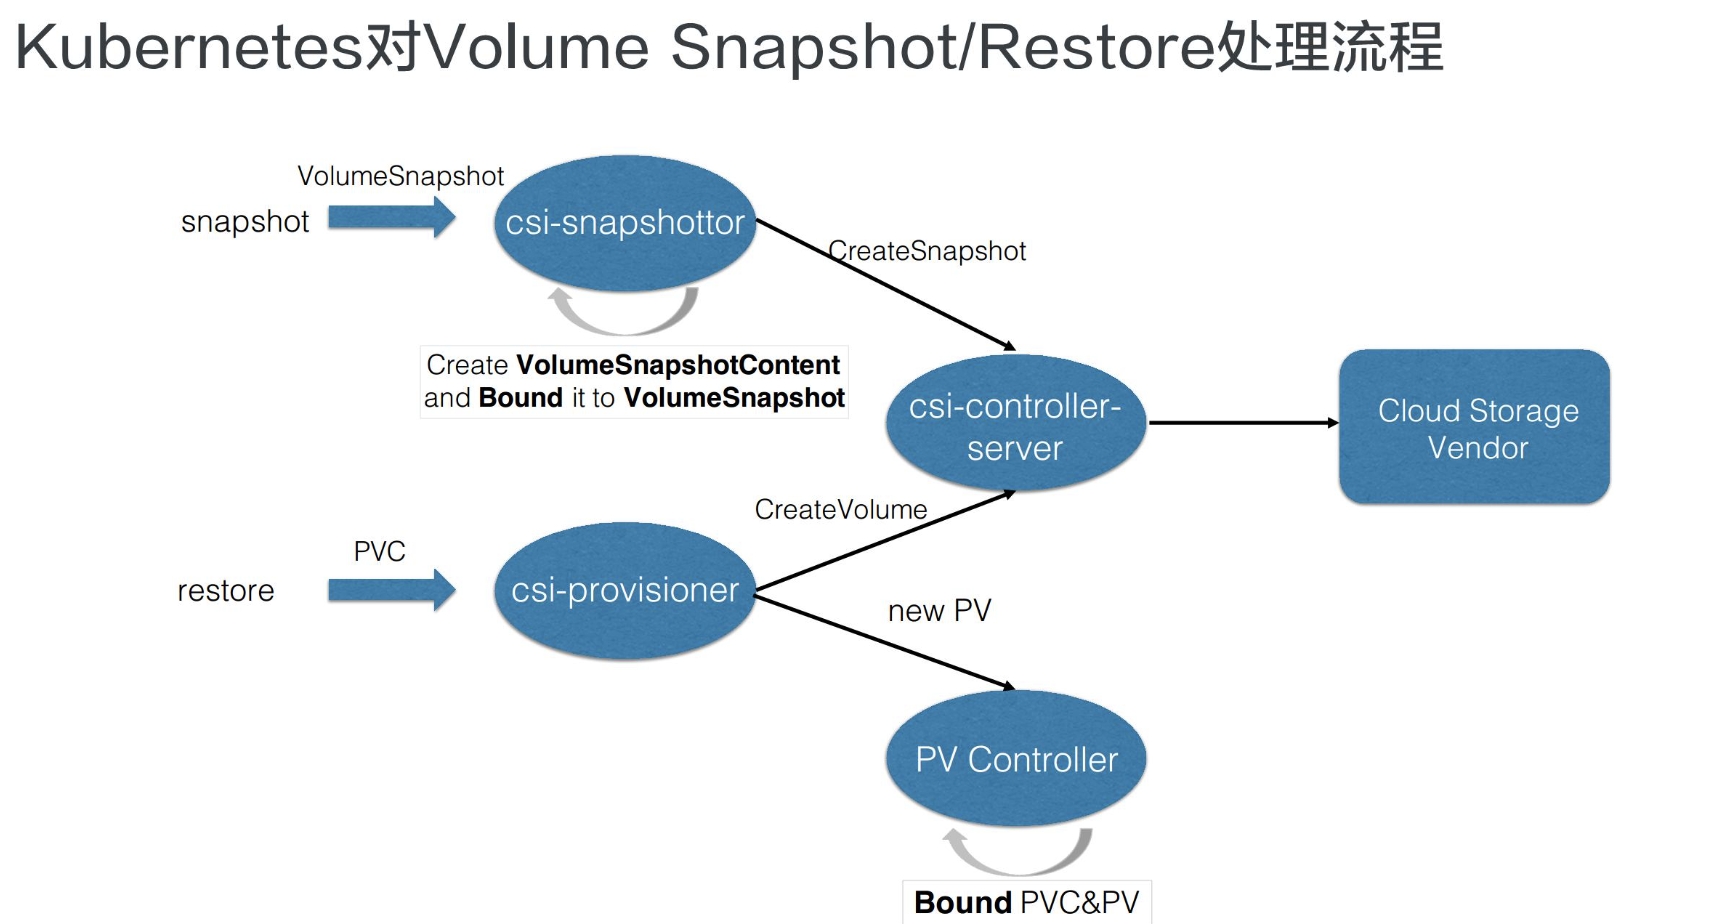 Kubernetes对Volume Snapshot/Restore处理流程
VolumeSnapshot
snapshot
csi-snapshottor
CreateSnapshot
Create VolumeSnapshotContent
and Bound it to VolumeSnapshot
csi-controller-
server
Cloud Storage
Vendor
CreateVolume
PVC
restore
csi-provisioner
new PV
PV Controller
Bound PVC&PV